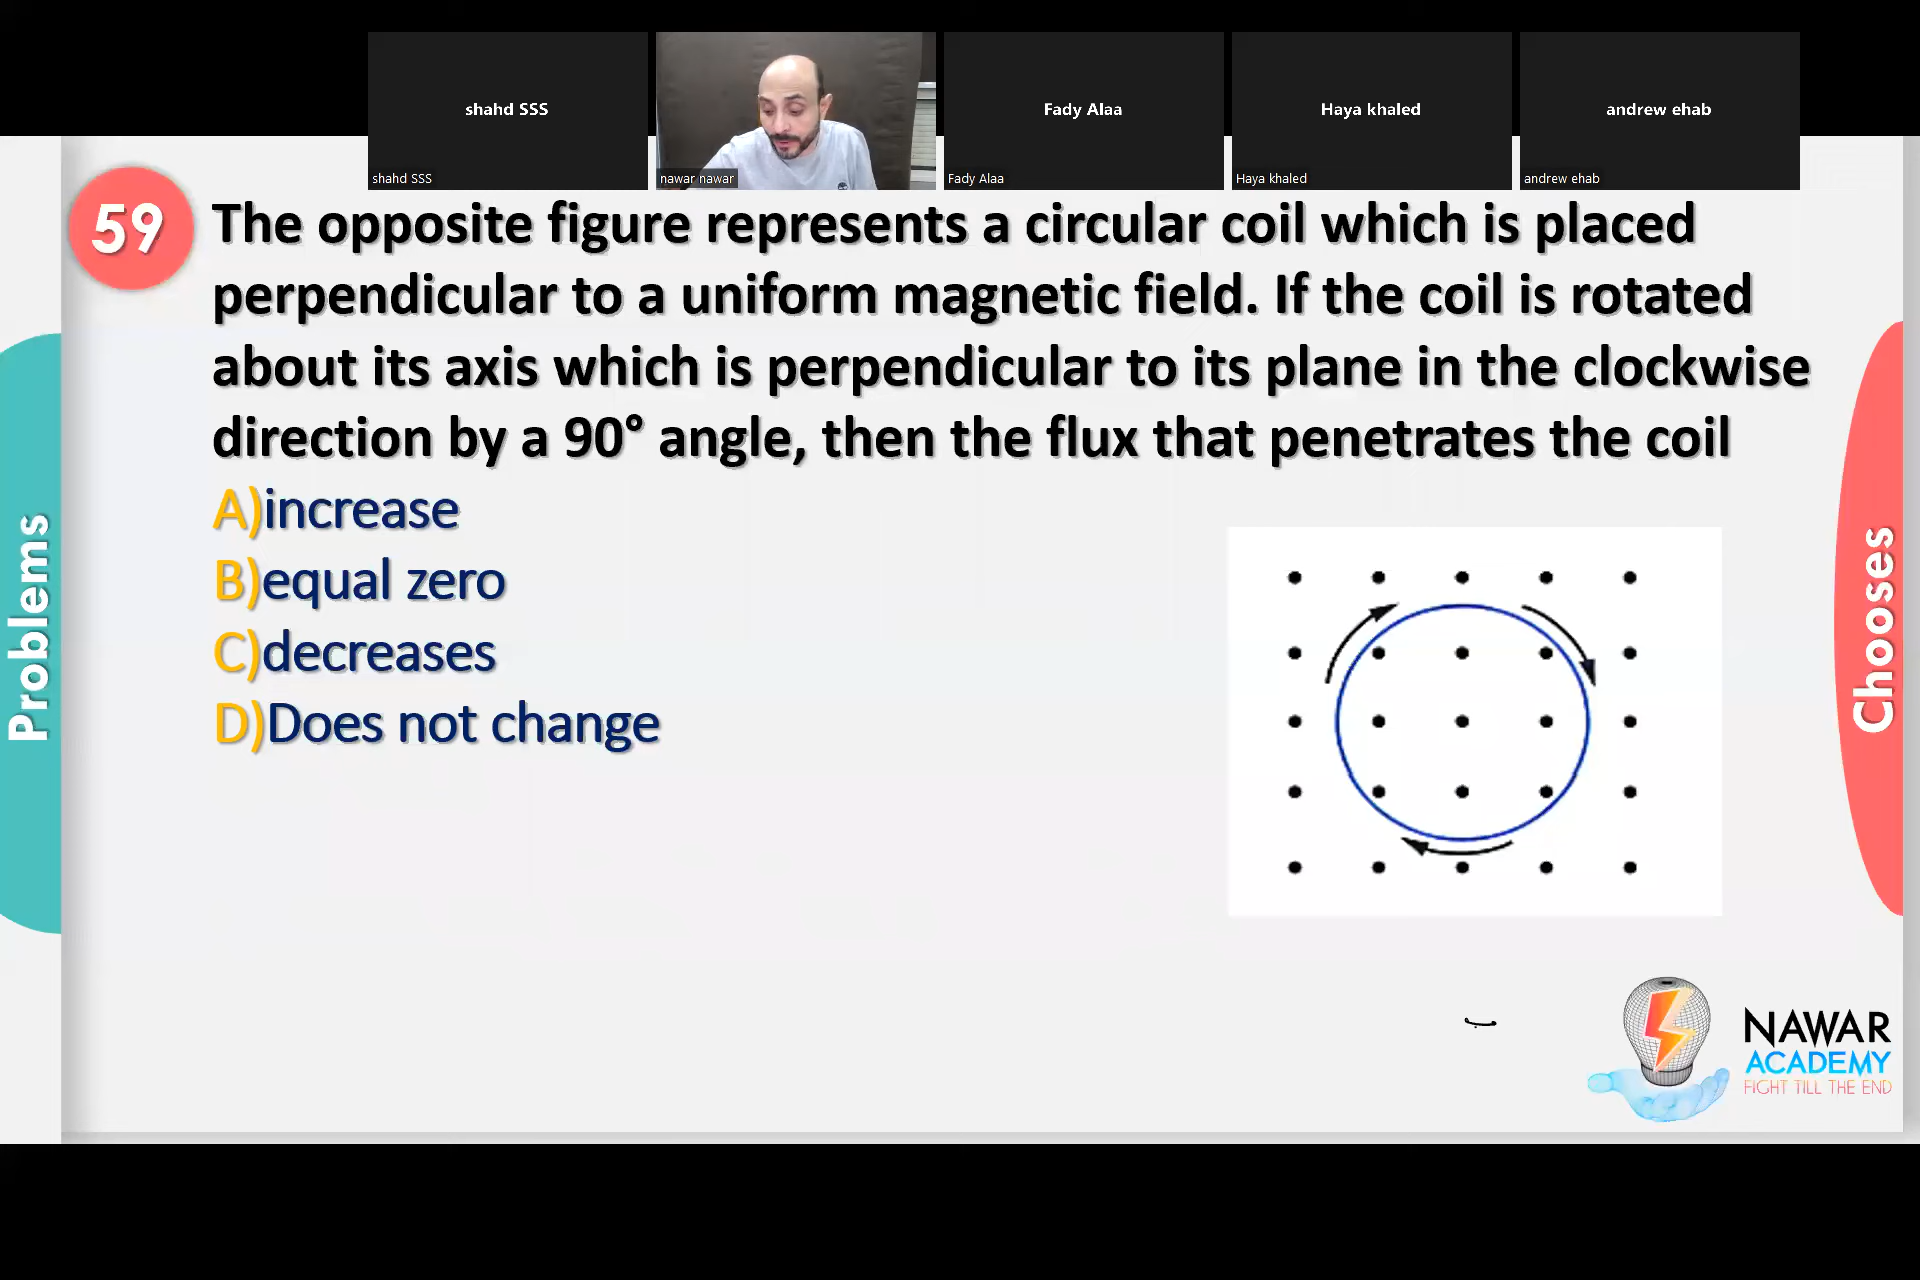 shahd SSS
Fady Alaa
Haya khaled
andrew ehab
shahd SSS
nawar nawar
Fady Alaa
Haya khaled
andrew ehab
59
The opposite figure represents a circular coil which is placed
perpendicular to a uniform magnetic field. If the coil is rotated
about its axis which is perpendicular to its plane in the clockwise
direction by a 90° angle, then the flux that penetrates the coil
A)increase
B)equal zero
C)decreases
D)Does not change
Problems
Chooses
NAWAR
ACADEMY
FIGHT TILL THE END